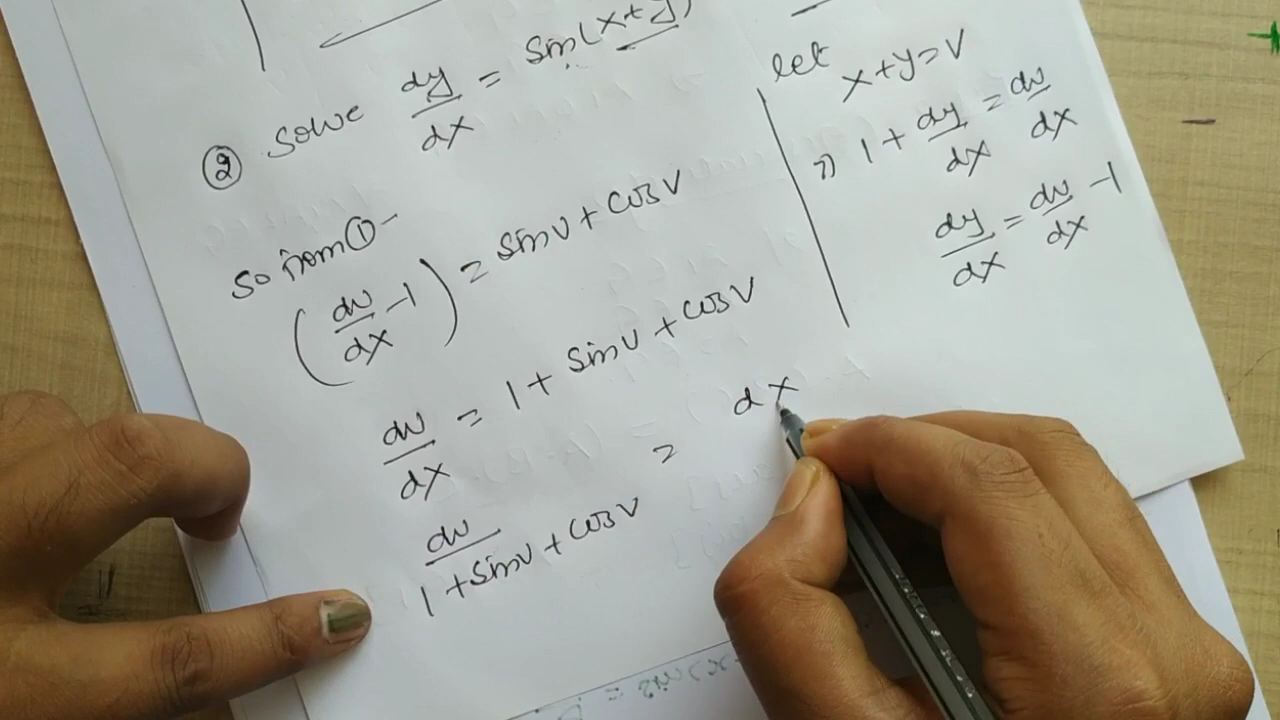 ② Solve dy/dx = Sin(x+y)
let x+y=v
⇒ 1 + dy/dx = dv/dx
dy/dx = dv/dx - 1
So from ① -
(dv/dx - 1) = sinv + cosv
dv/dx = 1 + sinv + cosv
dv/1+sinv+cosv = dx